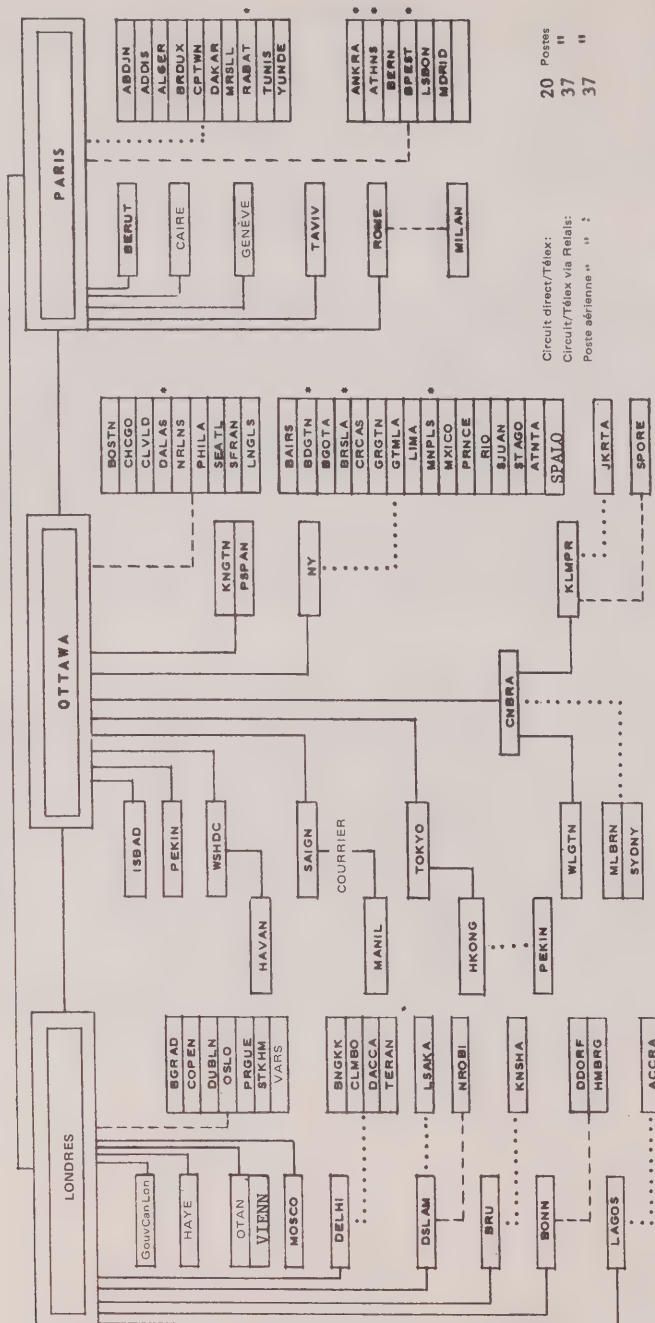 LONDRES
GouvCanLon
HAYE
OTAN
VIENN
MOSCO
BGRAD
COPEN
DUBLN
OSLO
PRGUE
STKHM
VARS
DELHI
BNGKK
CLMBO
DACCA
TERAN
DSLAM
LSAKA
NROBI
BRU
KNSHA
BONN
DDORF
HMBRG
LAGOS
ACCRA
OTTAWA
ISBAD
PEKIN
WSHDC
HAVAN
SAIGN
COURRIER
MANIL
TOKYO
HKONG
PEKIN
CNBRA
WLGTN
MLBRN
SYDNY
KLMPR
JKRTA
SPORE
KNGTN
PSPAN
NY
BOSTN
CHCGO
CLVLD
DALAS *
NRLNS
PHILA
SEATL
SFRAN
LNGLS
BAIRS
BDGTN *
BGOTA
BRSLA *
CRCAS
GRGTN
GTMLA
LIMA
MNPLS *
MXICO
PRNCE
RIO
SJUAN
STAGO
ATNTA
SPALO
PARIS
BERUT
CAIRE
GENÈVE
TAVIV
ROME
MILAN
ABDJN
ADDIS
ALGER
BRDUX
CPTWN
DAKAR
MRSLL
RABAT *
TUNIS
YUNDE
ANKRA *
ATHNS *
BERN
BPEST *
LSBON
MDRID
Circuit direct/Télex: 20 Postes
Circuit/Télex via Relais: 37 "
Poste aérienne " " : 37 "